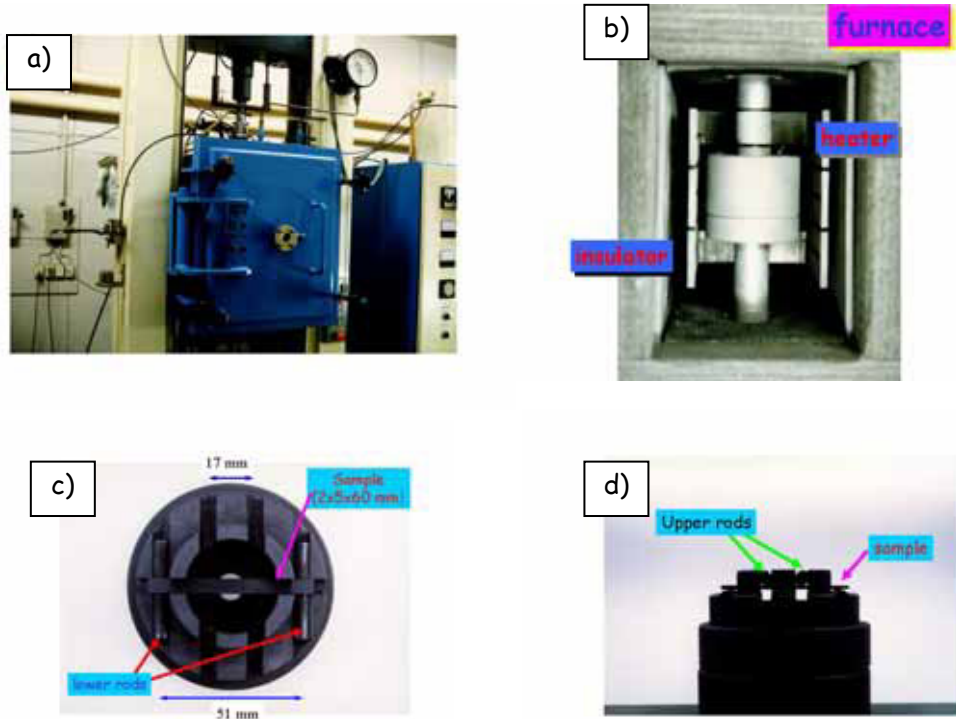 a)
b)
furnace
heater
insulator
c)
17 mm
Sample
(2x5x60 mm)
lower rods
51 mm
d)
Upper rods
sample